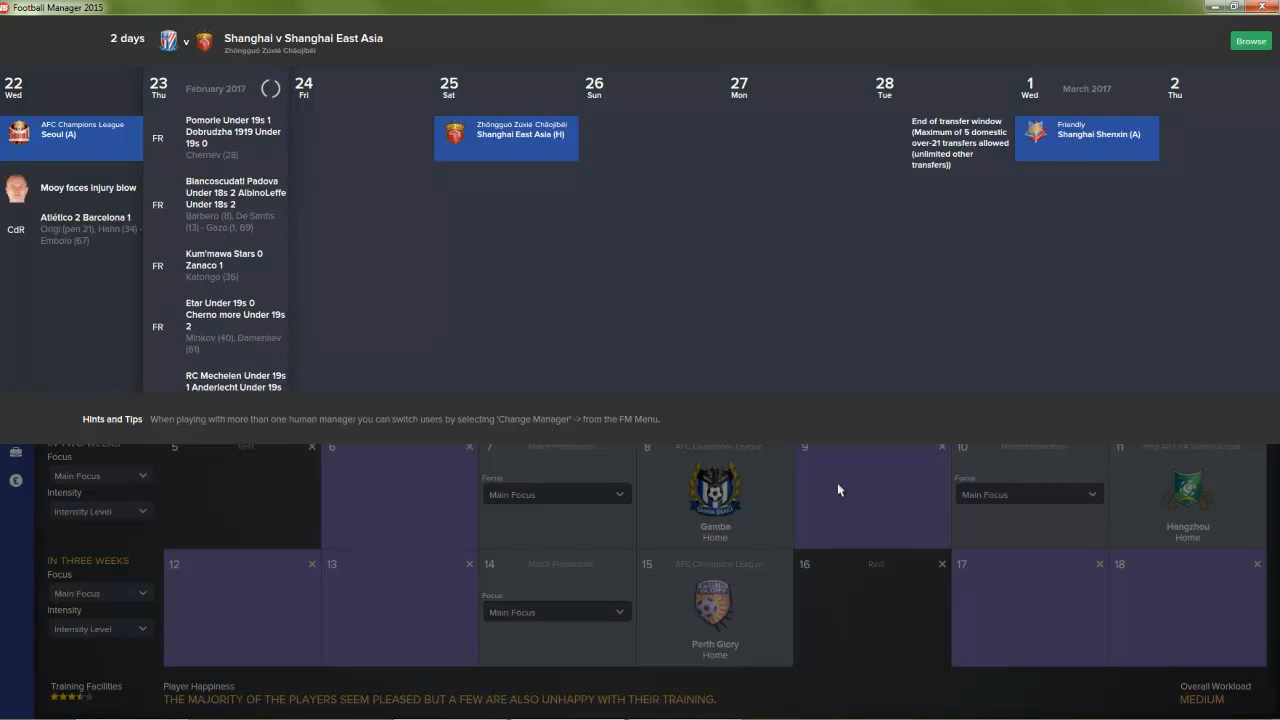 Football Manager 2015
2 days
v
Shanghai v Shanghai East Asia
Zhōngguó Zúxié Chāojíbēi
Browse
22
Wed
23
Thu
February 2017
24
Fri
25
Sat
26
Sun
27
Mon
28
Tue
1
Wed
March 2017
2
Thu
AFC Champions League
Seoul (A)
Mooy faces injury blow
CdR
Atlético 2 Barcelona 1
Origi (pen 21), Hahn (34) -
Embolo (67)
FR
Pomorie Under 19s 1
Dobrudzha 1919 Under
19s 0
Chernev (28)
FR
Biancoscudati Padova
Under 18s 2 AlbinoLeffe
Under 18s 2
Barbero (8), De Santis
(13) - Gazo (1, 69)
FR
Kum'mawa Stars 0
Zanaco 1
Katongo (36)
FR
Etar Under 19s 0
Cherno more Under 19s
2
Minkov (40), Damenliev
(61)
RC Mechelen Under 19s
1 Anderlecht Under 19s
Zhōngguó Zúxié Chāojíbēi
Shanghai East Asia (H)
End of transfer window
(Maximum of 5 domestic
over-21 transfers allowed
(unlimited other
transfers))
Friendly
Shanghai Shenxin (A)
Hints and Tips
When playing with more than one human manager you can switch users by selecting 'Change Manager' -> from the FM Menu.
IN TWO WEEKS
Focus
Main Focus
Intensity
Intensity Level
5
Rest
6
7
Match Preparation
Focus
Main Focus
8
AFC Champions League
Gamba
Home
9
10
Match Preparation
Focus
Main Focus
11
Hangzhou
Home
IN THREE WEEKS
Focus
Main Focus
Intensity
Intensity Level
12
13
14
Match Preparation
Focus
Main Focus
15
AFC Champions League
Perth Glory
Home
16
Rest
17
18
Training Facilities
Player Happiness
THE MAJORITY OF THE PLAYERS SEEM PLEASED BUT A FEW ARE ALSO UNHAPPY WITH THEIR TRAINING.
Overall Workload
MEDIUM